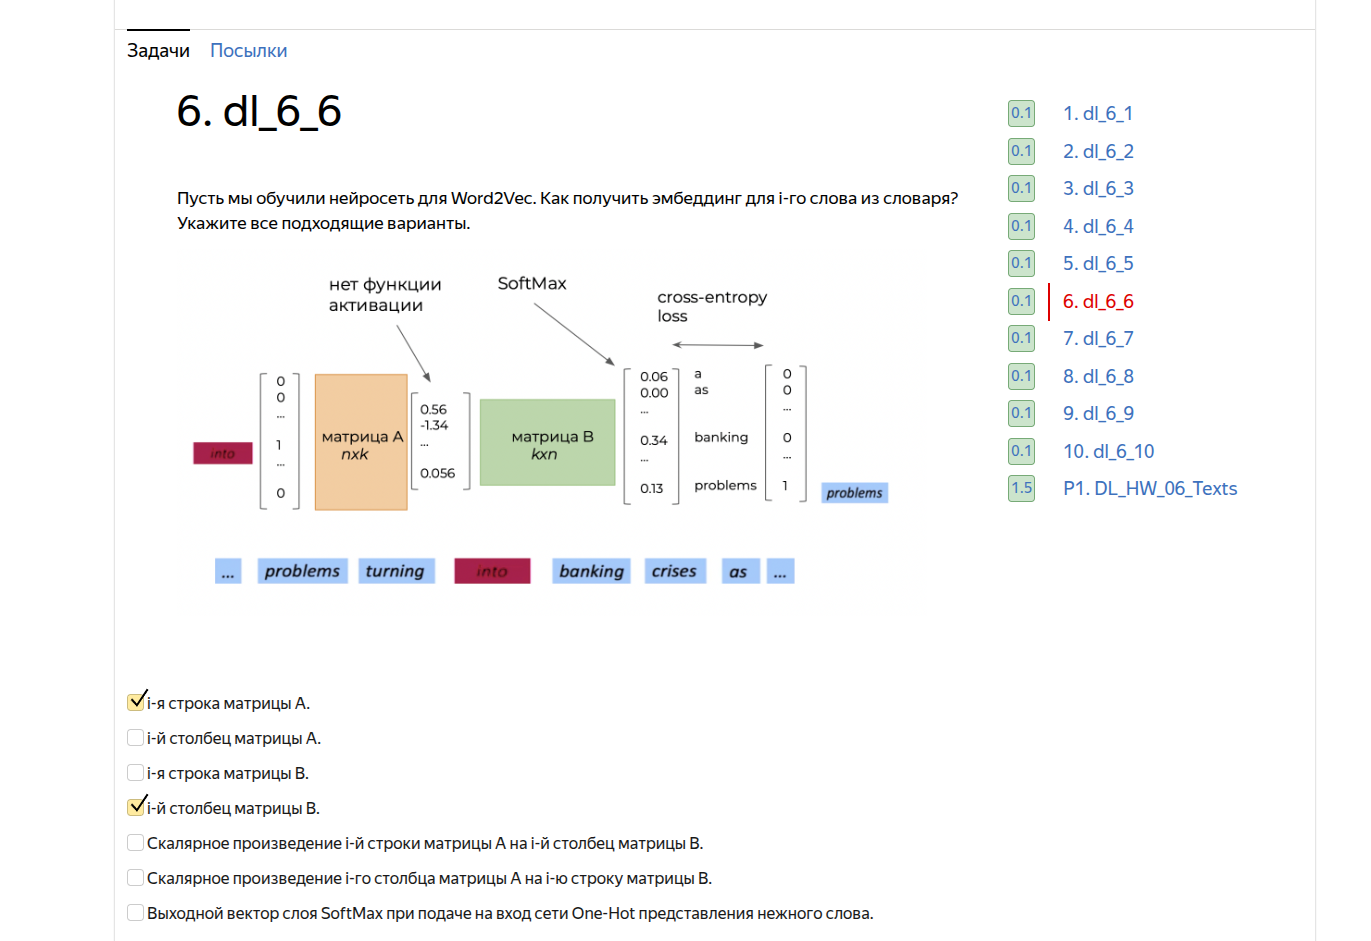 Задачи Посылки
6. dl_6_6
Пусть мы обучили нейросеть для Word2Vec. Как получить эмбеддинг для i-го слова из словаря?
Укажите все подходящие варианты.
нет функции
активации
SoftMax
cross-entropy
loss
into
0
0
...
1
...
0
матрица A
nxk
0.56
-1.34
...
0.056
матрица B
kxn
0.06
0.00
...
0.34
...
0.13
a
as
banking
problems
0
0
...
0
...
1
problems
... problems turning into banking crises as ...
i-я строка матрицы A.
i-й столбец матрицы A.
i-я строка матрицы B.
i-й столбец матрицы B.
Скалярное произведение i-й строки матрицы A на i-й столбец матрицы B.
Скалярное произведение i-го столбца матрицы A на i-ю строку матрицы B.
Выходной вектор слоя SoftMax при подаче на вход сети One-Hot представления нежного слова.
0.1 1. dl_6_1
0.1 2. dl_6_2
0.1 3. dl_6_3
0.1 4. dl_6_4
0.1 5. dl_6_5
0.1 6. dl_6_6
0.1 7. dl_6_7
0.1 8. dl_6_8
0.1 9. dl_6_9
0.1 10. dl_6_10
1.5 P1. DL_HW_06_Texts